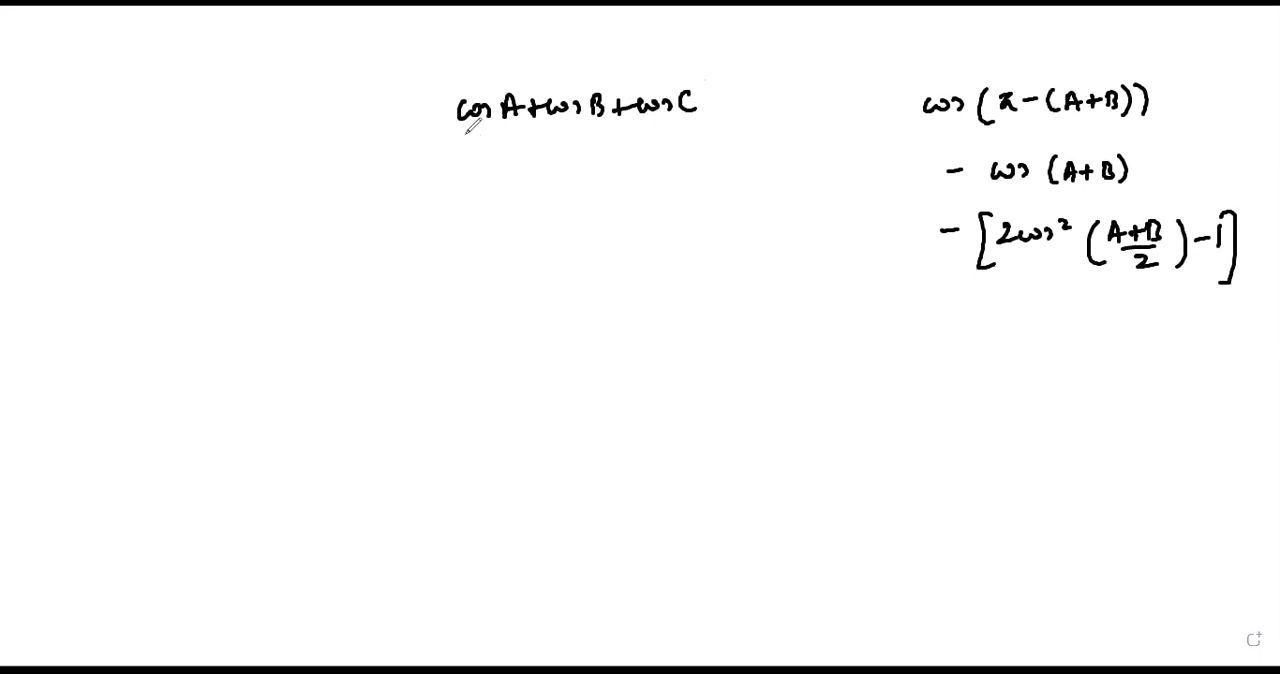 cos A + cos B + cos C
cos (π - (A+B))
- cos (A+B)
- [2cos² (A+B/2) - 1]